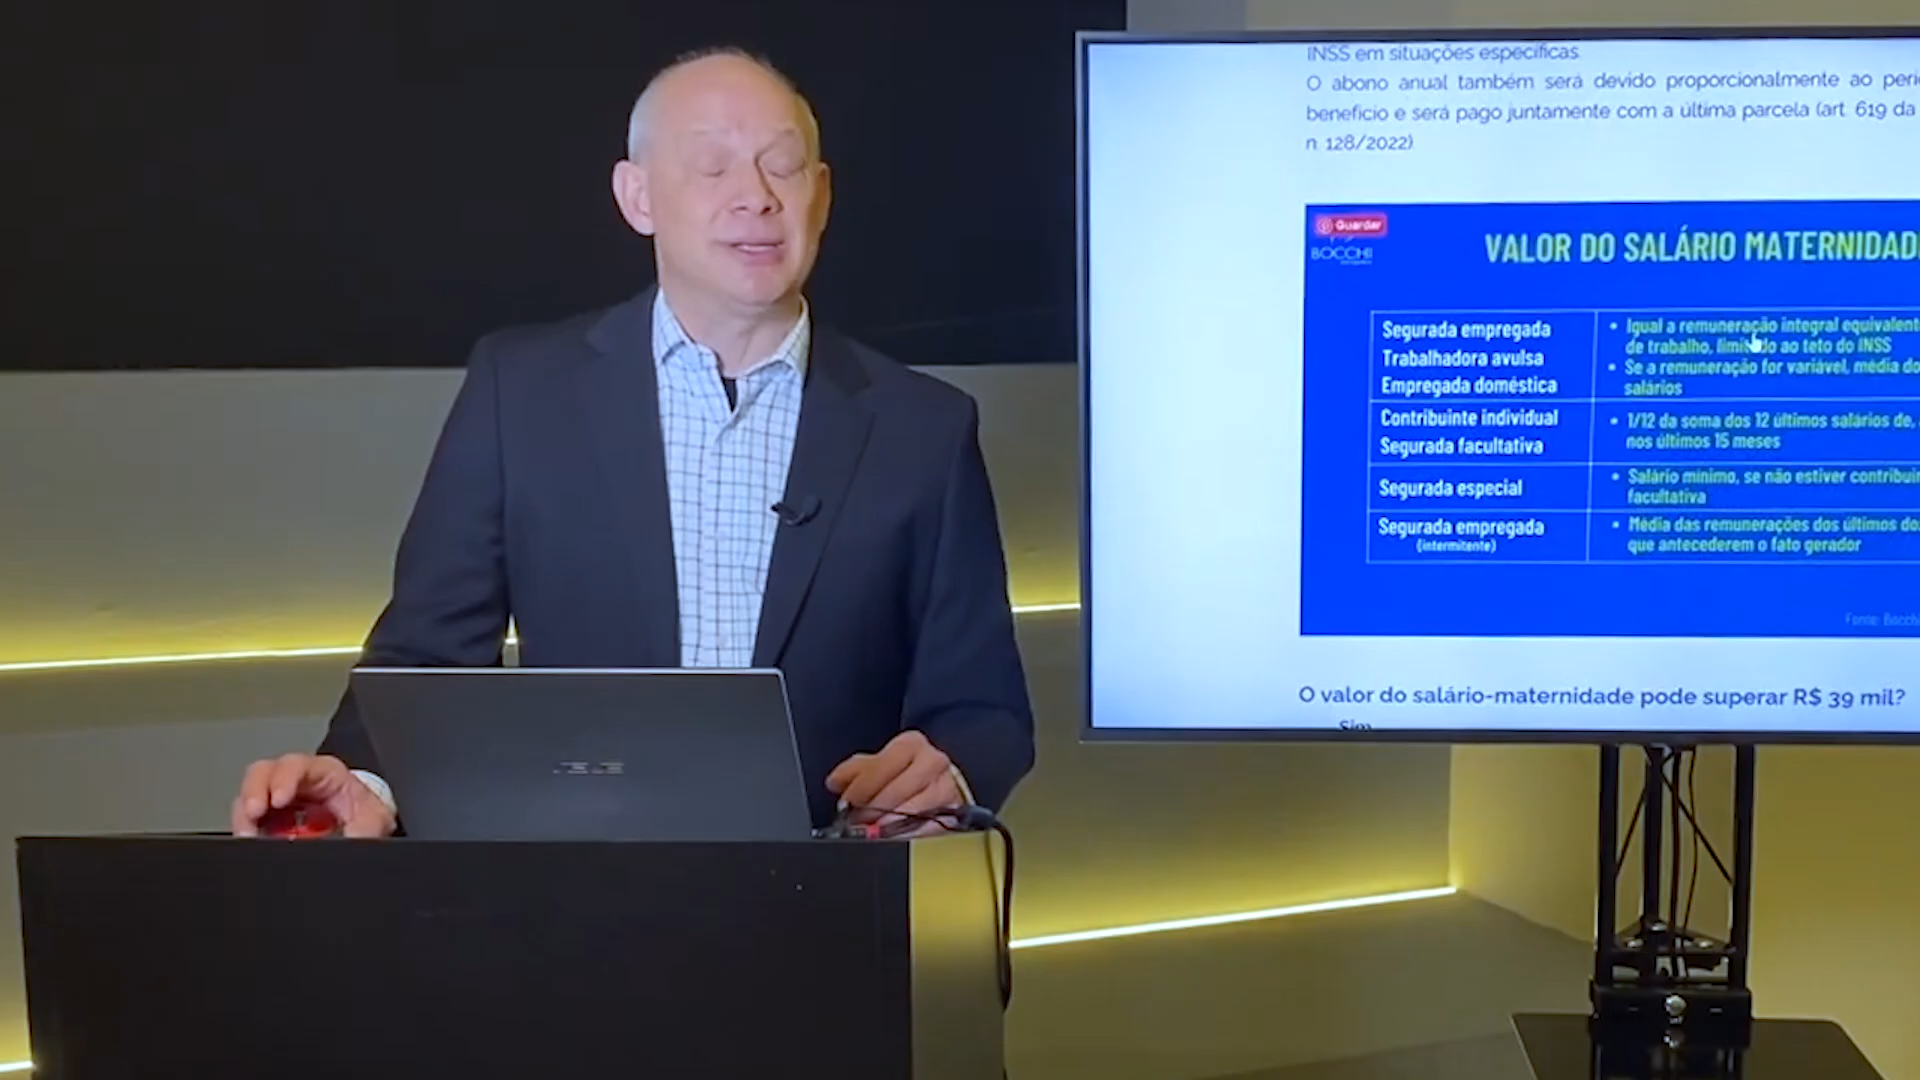 INSS em situações específicas
O abono anual também será devido proporcionalmente ao
benefício e será pago juntamente com a última parcela (art. 619 da
n. 128/2022)
Guardar
BOCCHI
VALOR DO SALÁRIO MATERNIDAD
Segurada empregada
Trabalhadora avulsa
Empregada doméstica
• Igual a remuneração integral equivalent
de trabalho, limitado ao teto do INSS
• Se a remuneração for variável, média do
salários
Contribuinte individual
Segurada facultativa
• 1/12 da soma dos 12 últimos salários de,
nos últimos 15 meses
Segurada especial
• Salário mínimo, se não estiver contribuin
facultativa
Segurada empregada
(intermitente)
• Média das remunerações dos últimos do
que antecederem o fato gerador
Fonte: Bocch
O valor do salário-maternidade pode superar R$ 39 mil?
Sim